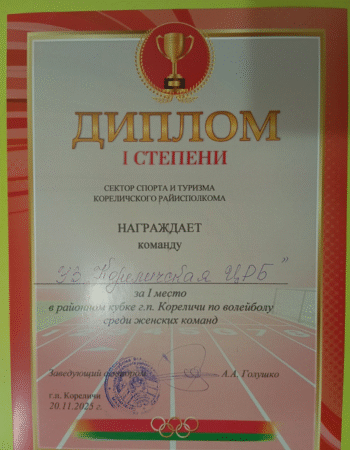 ДИПЛОМ
I СТЕПЕНИ
СЕКТОР СПОРТА И ТУРИЗМА
КОРЕЛИЧСКОГО РАЙИСПОЛКОМА
НАГРАЖДАЕТ
команду
УЗ "Кореличская ЦРБ"
за I место
в районном кубке г.п. Кореличи по волейболу
среди женских команд
Заведующий сектором А.А. Голушко
г.п. Кореличи
20.11.2025 г.